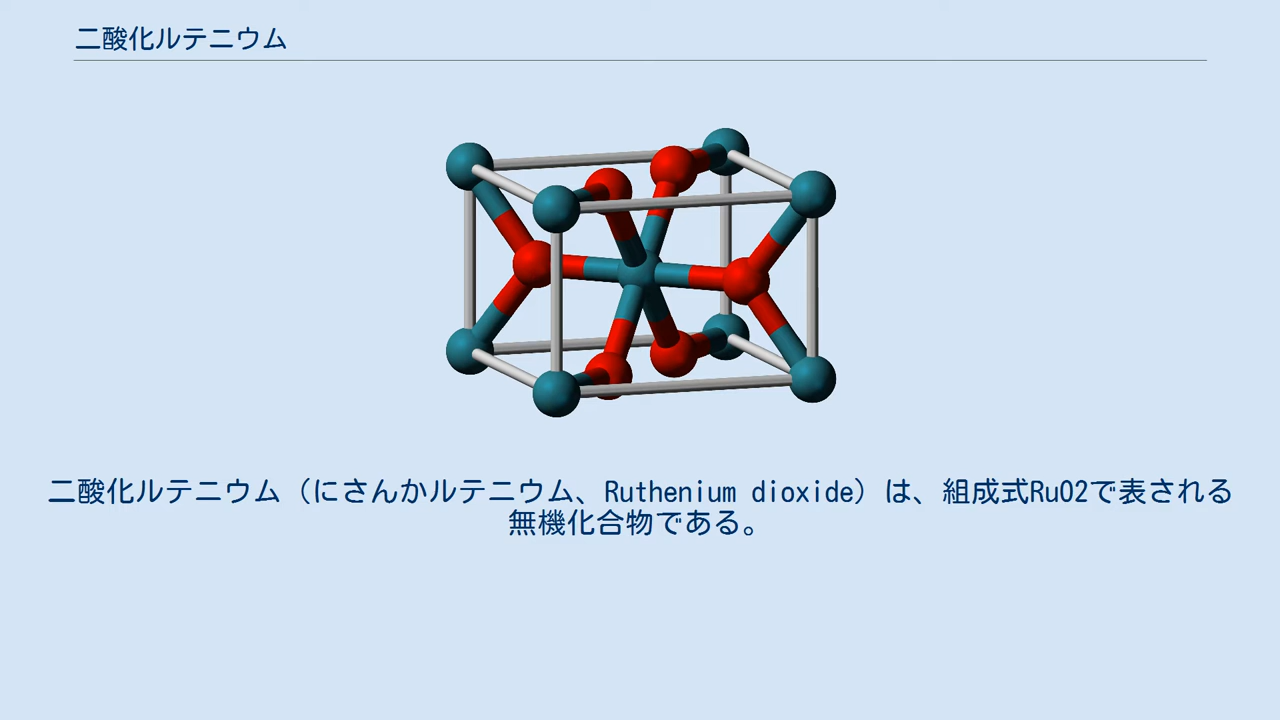 二酸化ルテニウム
二酸化ルテニウム（にさんかルテニウム、Ruthenium dioxide）は、組成式RuO2で表される
無機化合物である。